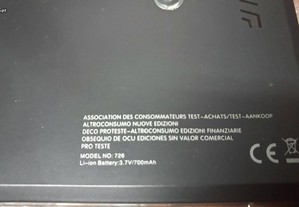 ASSOCIATION DES CONSOMMATEURS TEST-ACHATS/TEST-AANKOOP
ALTROCONSUMO NUOVE EDIZIONI
DECO PROTESTE-ALTROCONSUMO EDIZIONI FINANZIARIE
OBSEQUIO DE OCU EDICIONES SIN VALOR COMERCIAL
PRO TESTE
MODEL NO: 726
Li-ion Battery:3.7V/700mAh
CE